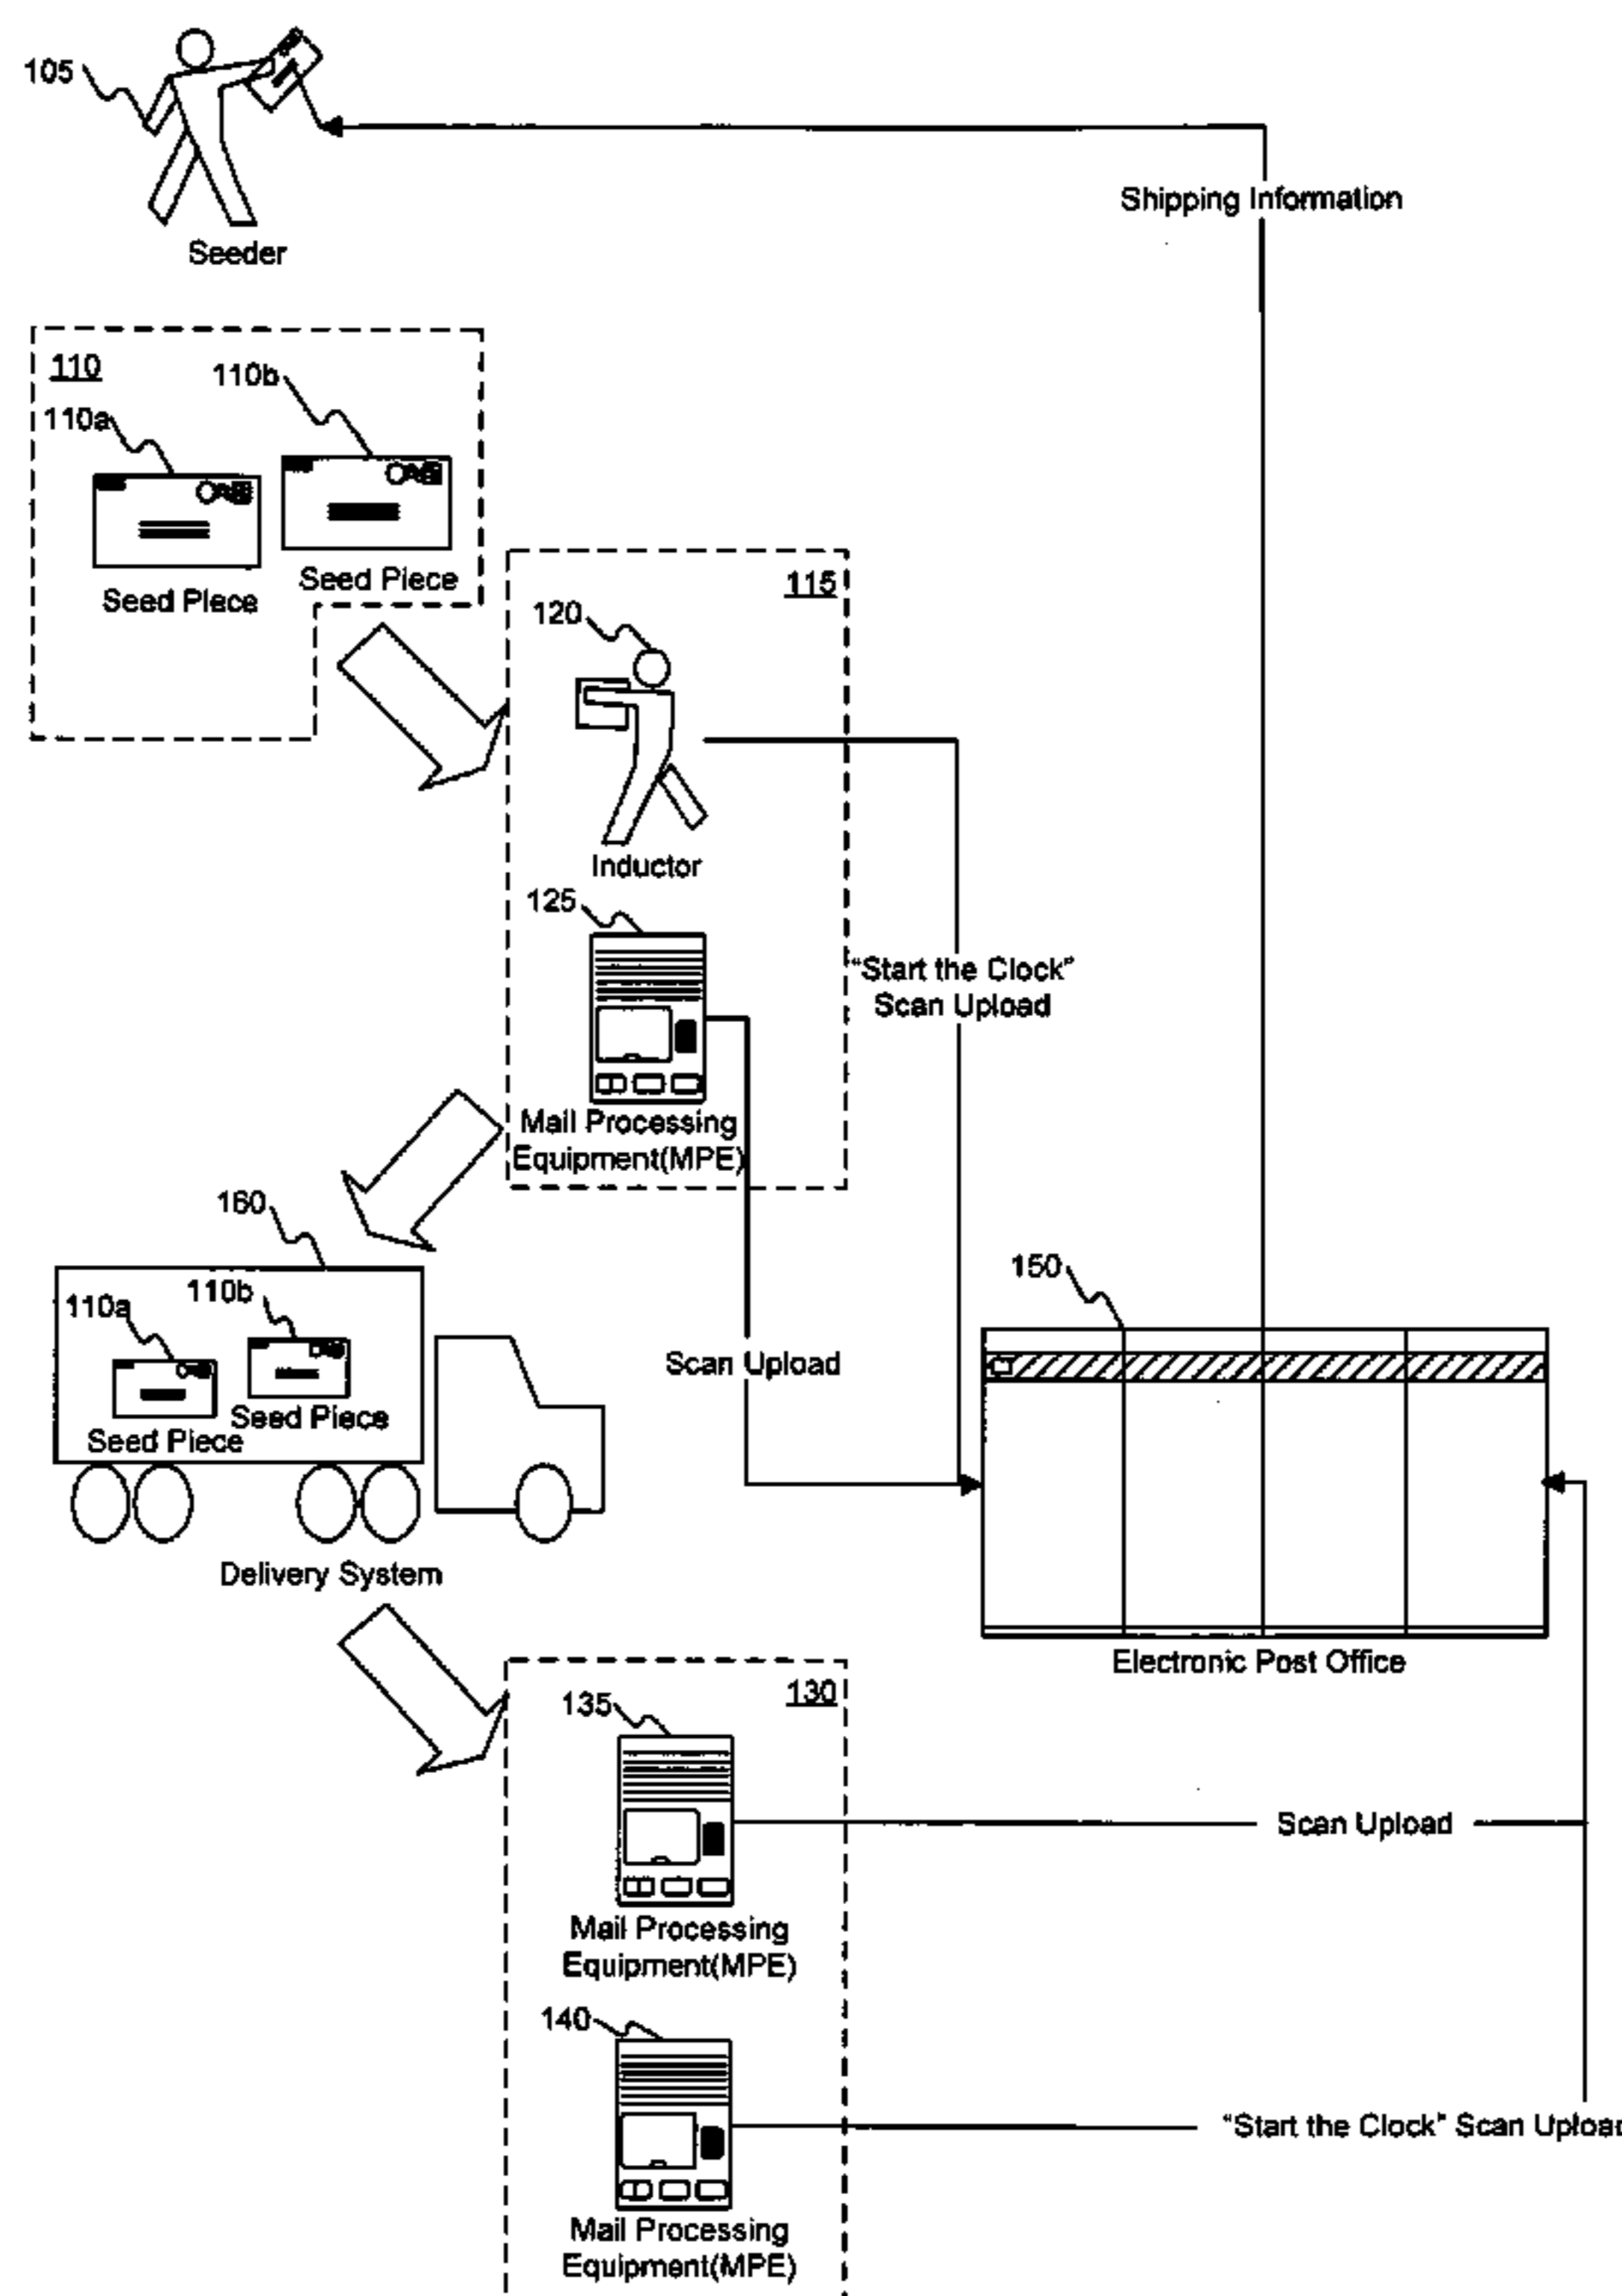 105
Shipping Information
Seeder
110
110b
110a
Seed Piece
Seed Piece
115
120
Inductor
125
"Start the Clock"
Scan Upload
Mail Processing
Equipment(MPE)
160
150
110b
110a
Scan Upload
Seed Piece
Seed Piece
Delivery System
Electronic Post Office
130
135
Scan Upload
Mail Processing
Equipment(MPE)
140
"Start the Clock" Scan Upload
Mail Processing
Equipment(MPE)